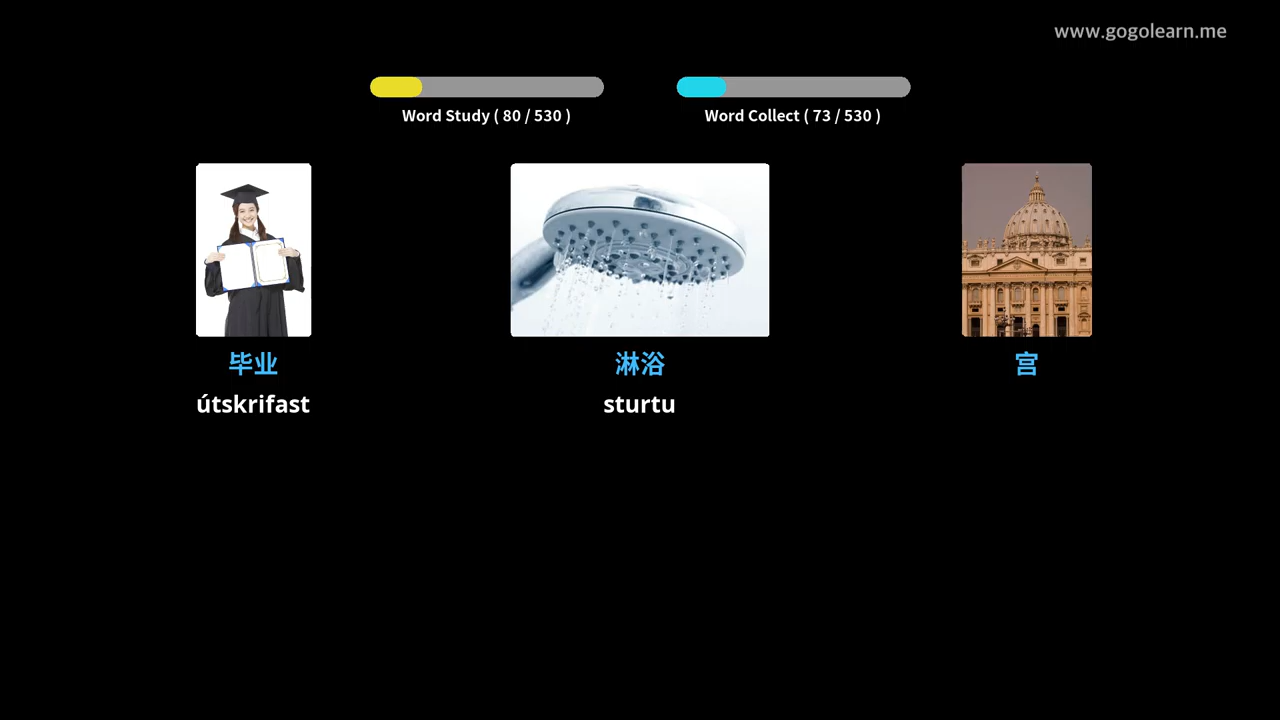 www.gogolearn.me
Word Study ( 80 / 530 )
Word Collect ( 73 / 530 )
毕业
淋浴
宫
útskrifast
sturtu